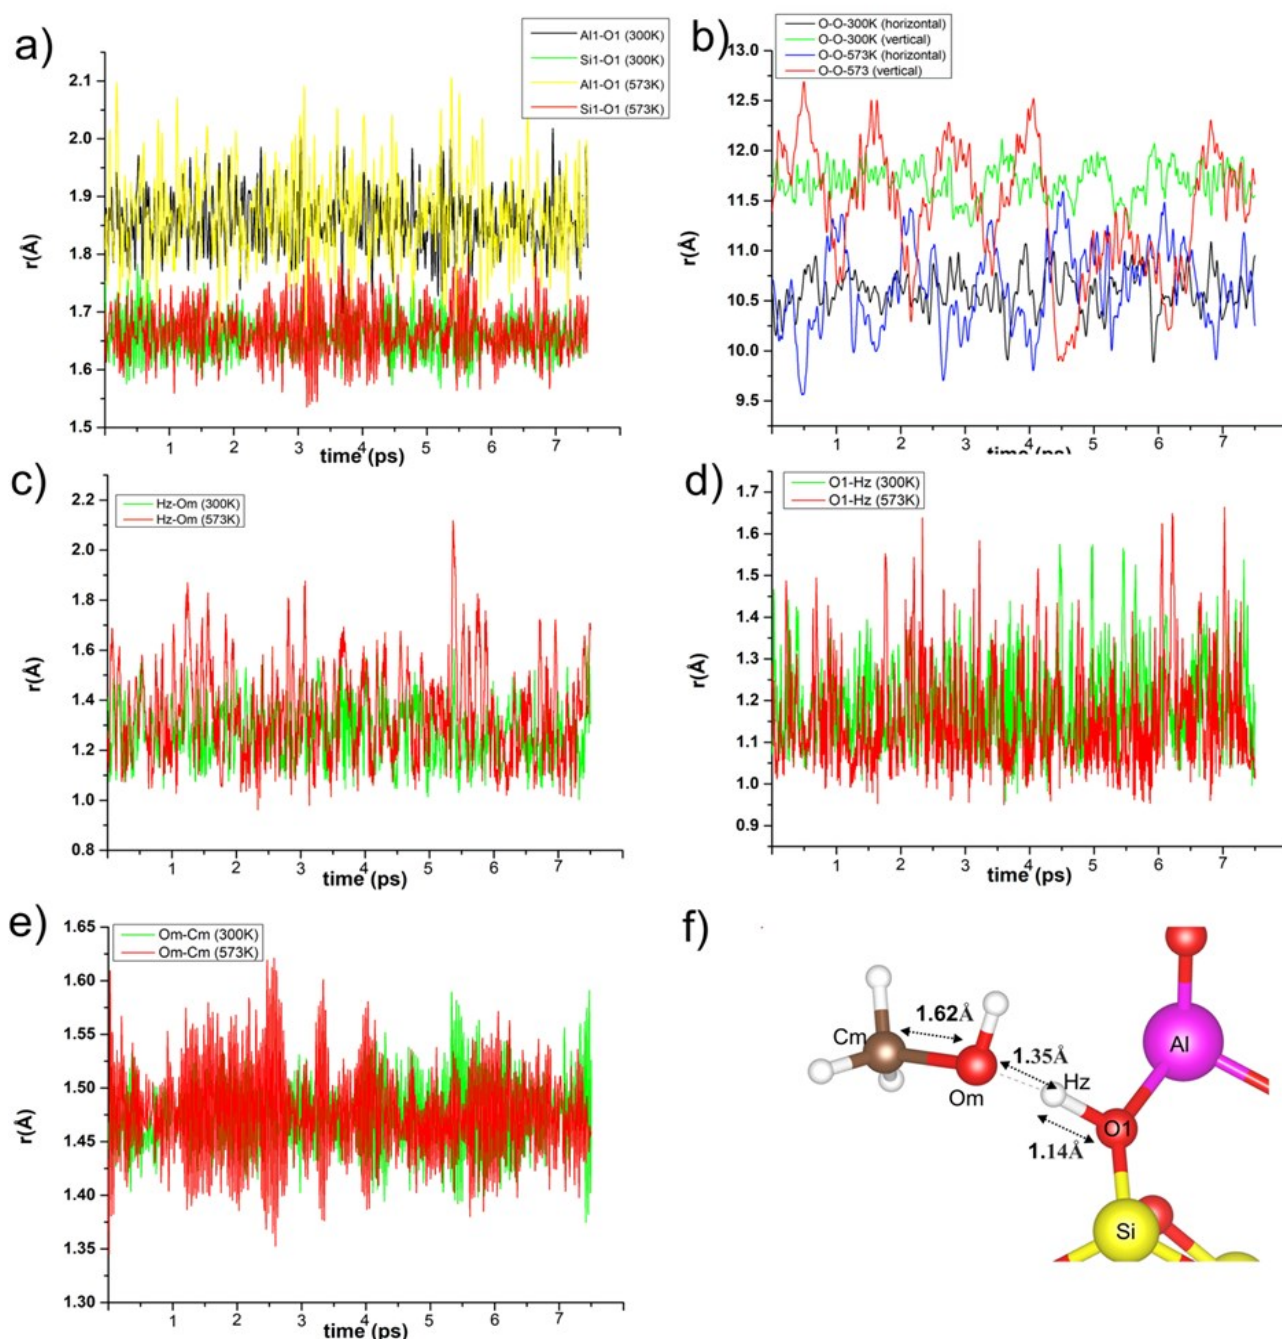 a)
Al1-O1 (300K)
Si1-O1 (300K)
Al1-O1 (573K)
Si1-O1 (573K)
2.1
2.0
1.9
1.8
1.7
1.6
1.5
r(Å)
1 2 3 4 5 6 7
time (ps)
b)
O-O-300K (horizontal)
O-O-300K (vertical)
O-O-573K (horizontal)
O-O-573 (vertical)
13.0
12.5
12.0
11.5
11.0
10.5
10.0
9.5
r(Å)
1 2 3 4 5 6 7
time (ps)
c)
Hz-Om (300K)
Hz-Om (573K)
2.2
2.0
1.8
1.6
1.4
1.2
1.0
0.8
r(Å)
1 2 3 4 5 6 7
time (ps)
d)
O1-Hz (300K)
O1-Hz (573K)
1.7
1.6
1.5
1.4
1.3
1.2
1.1
1.0
0.9
r(Å)
1 2 3 4 5 6 7
time (ps)
e)
Om-Cm (300K)
Om-Cm (573K)
1.65
1.60
1.55
1.50
1.45
1.40
1.35
1.30
r(Å)
1 2 3 4 5 6 7
time (ps)
f)
1.62Å
Cm
1.35Å
Al
Hz
Om
O1
1.14Å
Si